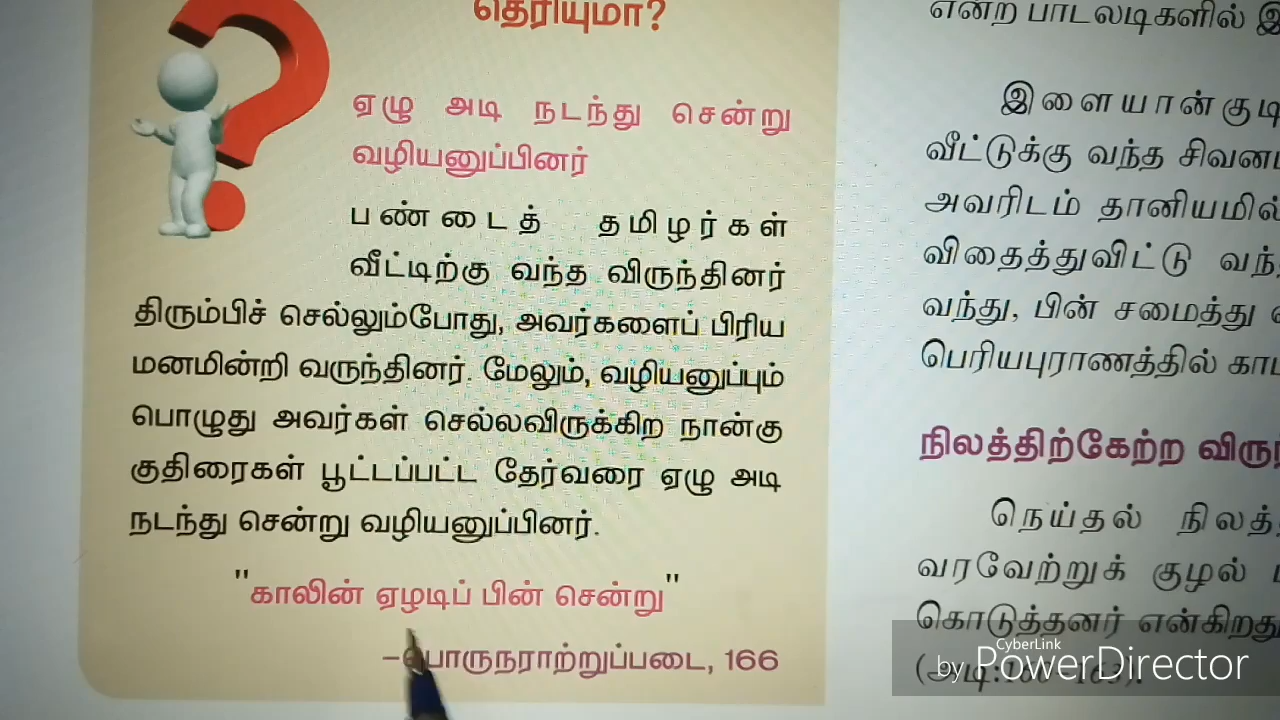 தெரியுமா?
ஏழு அடி நடந்து சென்று
வழியனுப்பினர்
பண்டைத் தமிழர்கள்
வீட்டிற்கு வந்த விருந்தினர்
திரும்பிச் செல்லும்போது, அவர்களைப் பிரிய
மனமின்றி வருந்தினர். மேலும், வழியனுப்பும்
பொழுது அவர்கள் செல்லவிருக்கிற நான்கு
குதிரைகள் பூட்டப்பட்ட தேர்வரை ஏழு அடி
நடந்து சென்று வழியனுப்பினர்.
"காலின் ஏழடிப் பின் சென்று"
–பொருநராற்றுப்படை, 166
என்ற பாடலடிகளில்
வீட்டுக்கு வந்த
அவரிடம் தானியமில்
விதைத்துவிட்டு
வந்து, பின் சமைத்து
பெரியபுராணத்தில்
நிலத்திற்கேற்ற
நெய்தல்
வரவேற்றுக் குழல்
கொடுத்தனர் என்கிறது
CyberLink
by PowerDirector